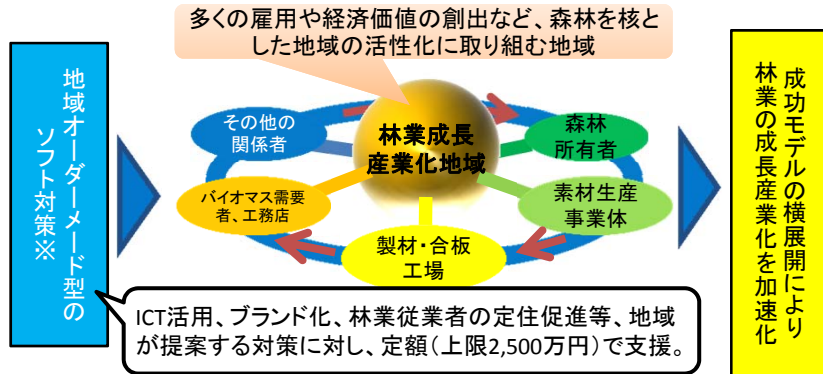 多くの雇用や経済価値の創出など、森林を核と
した地域の活性化に取り組む地域
地域オーダーメード型の
ソフト対策※
その他の
関係者
林業成長
産業化地域
森林
所有者
バイオマス需要
者、工務店
素材生産
事業体
製材・合板
工場
ICT活用、ブランド化、林業従業者の定住促進等、地域
が提案する対策に対し、定額(上限2,500万円)で支援。
成功モデルの横展開により
林業の成長産業化を加速化